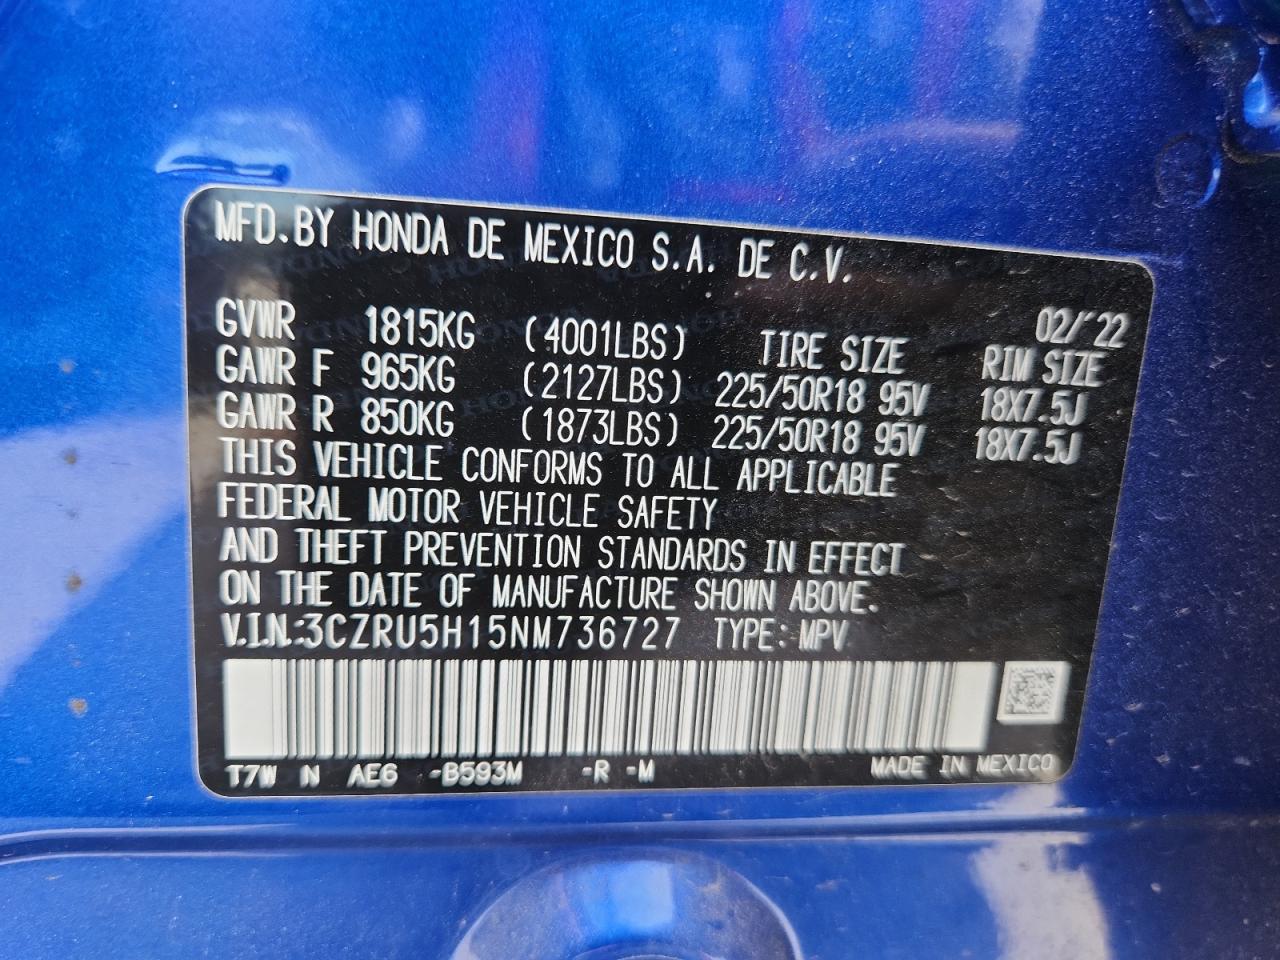 MFD.BY HONDA DE MEXICO S.A. DE C.V.
02/'22
GVWR 1815KG (4001LBS) TIRE SIZE RIM SIZE
GAWR F 965KG (2127LBS) 225/50R18 95V 18X7.5J
GAWR R 850KG (1873LBS) 225/50R18 95V 18X7.5J
THIS VEHICLE CONFORMS TO ALL APPLICABLE
FEDERAL MOTOR VEHICLE SAFETY
AND THEFT PREVENTION STANDARDS IN EFFECT
ON THE DATE OF MANUFACTURE SHOWN ABOVE.
V.I.N.:3CZRU5H15NM736727 TYPE: MPV
T7W N AE6 -B593M -R -M MADE IN MEXICO